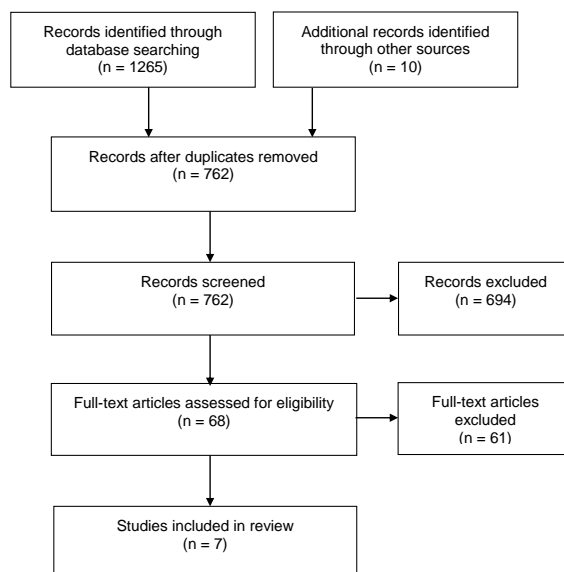 Records identified through
database searching
(n = 1265)
Additional records identified
through other sources
(n = 10)
Records after duplicates removed
(n = 762)
Records screened
(n = 762)
Records excluded
(n = 694)
Full-text articles assessed for eligibility
(n = 68)
Full-text articles
excluded
(n = 61)
Studies included in review
(n = 7)